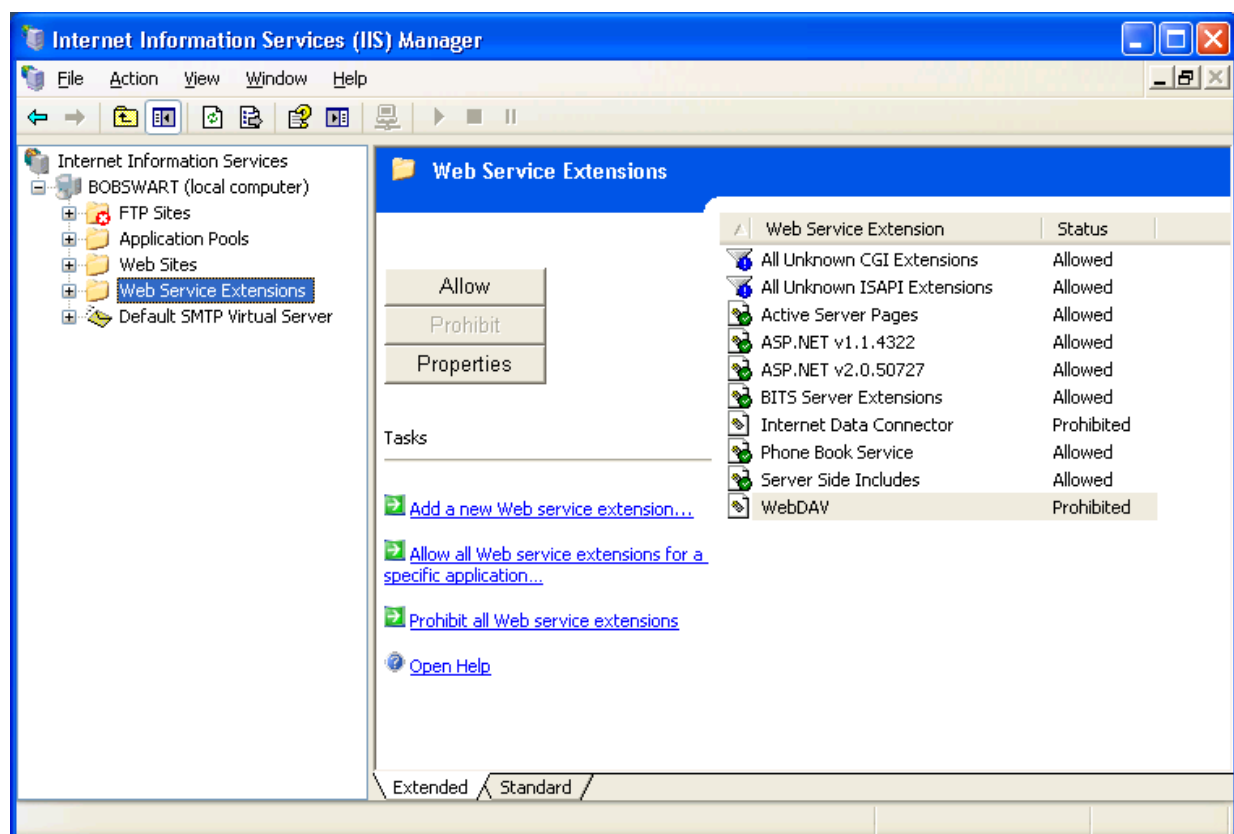 Internet Information Services (IIS) Manager
File Action View Window Help
Internet Information Services
BOBSWART (local computer)
FTP Sites
Application Pools
Web Sites
Web Service Extensions
Default SMTP Virtual Server
Web Service Extensions
Allow
Prohibit
Properties
Tasks
Add a new Web service extension...
Allow all Web service extensions for a
specific application...
Prohibit all Web service extensions
Open Help
Web Service Extension Status
All Unknown CGI Extensions Allowed
All Unknown ISAPI Extensions Allowed
Active Server Pages Allowed
ASP.NET v1.1.4322 Allowed
ASP.NET v2.0.50727 Allowed
BITS Server Extensions Allowed
Internet Data Connector Prohibited
Phone Book Service Allowed
Server Side Includes Allowed
WebDAV Prohibited
Extended Standard